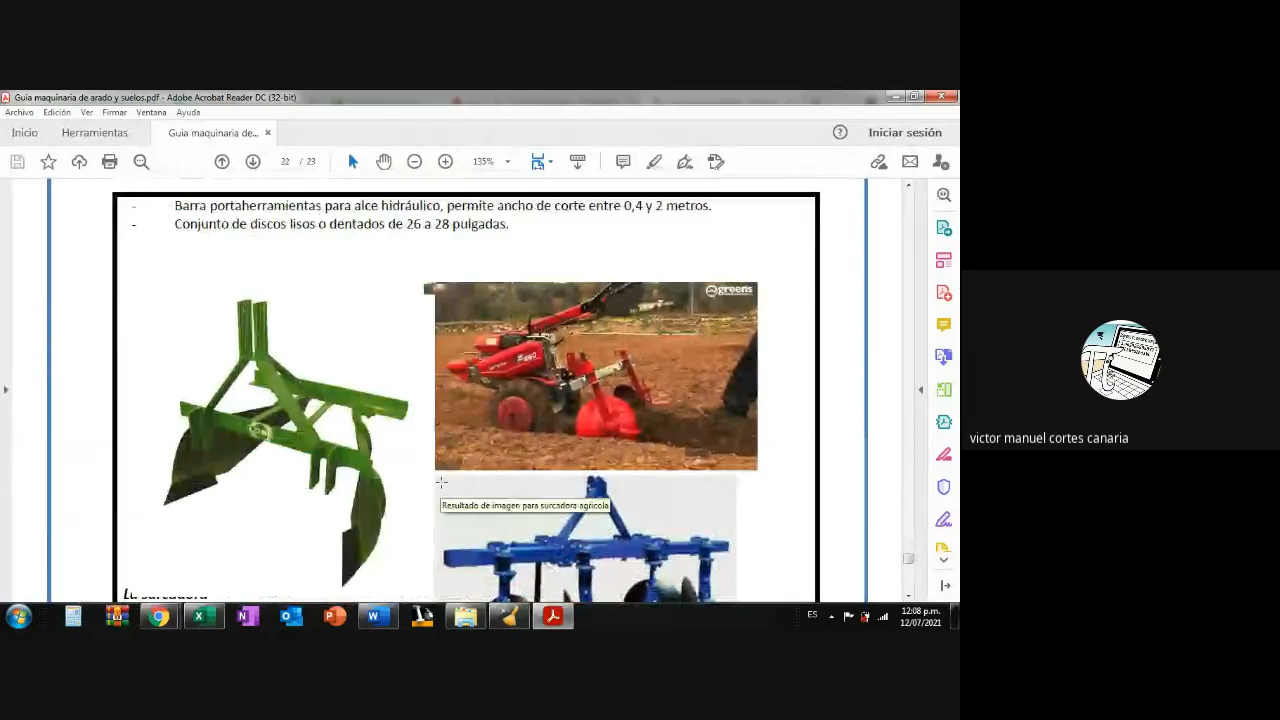 Guia maquinaria de arado y suelos.pdf - Adobe Acrobat Reader DC (32-bit)
Archivo Edición Ver Firmar Ventana Ayuda
Inicio Herramientas Guia maquinaria de... × Iniciar sesión
22 / 23 135%
- Barra portaherramientas para alce hidráulico, permite ancho de corte entre 0,4 y 2 metros.
- Conjunto de discos lisos o dentados de 26 a 28 pulgadas.
greens
Resultado de imagen para surcadora agrícola
La surcadora
victor manuel cortes canaria
ES 12:08 p.m.
12/07/2021